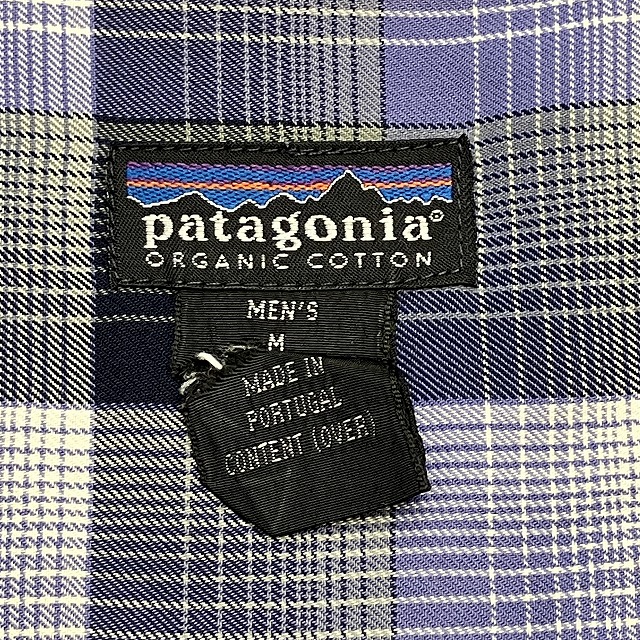 patagonia®
ORGANIC COTTON
MEN'S
M
MADE IN
PORTUGAL
CONTENT (OVER)